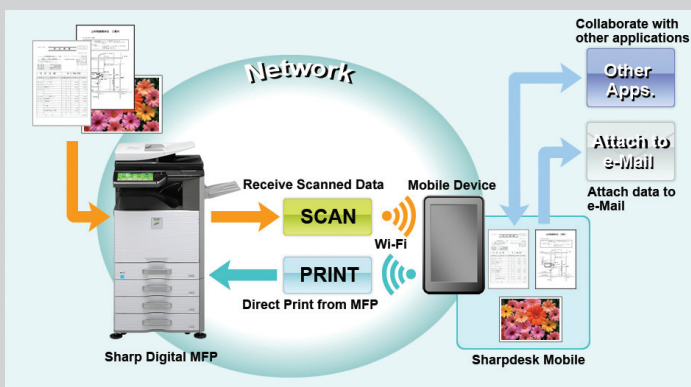 Collaborate with
other applications
Network
Other
Apps.
Attach to
e-Mail
Attach data to
e-Mail
Receive Scanned Data
Mobile Device
SCAN
Wi-Fi
PRINT
Direct Print from MFP
Sharp Digital MFP
Sharpdesk Mobile